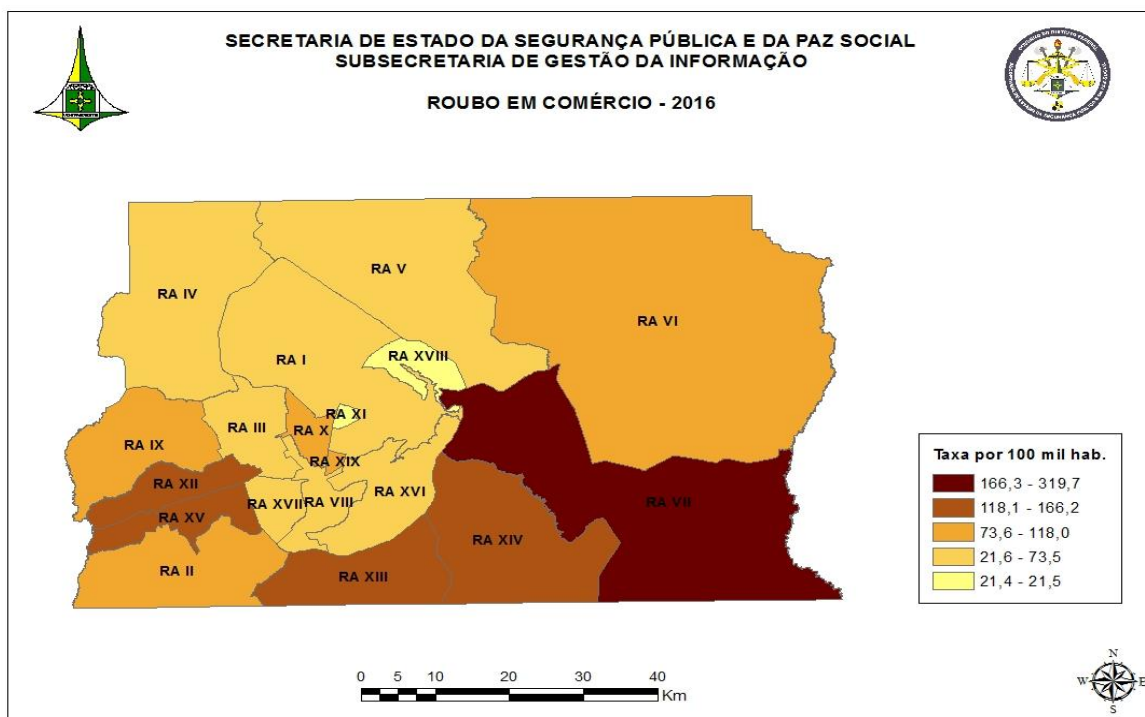 SECRETARIA DE ESTADO DA SEGURANÇA PÚBLICA E DA PAZ SOCIAL
SUBSECRETARIA DE GESTÃO DA INFORMAÇÃO
ROUBO EM COMÉRCIO - 2016
RA V
RA IV
RA VI
RA XVIII
RA I
RA XI
RA III
RA X
RA IX
RA XIX
RA XII
RA XVI
RA XVII
RA VIII
RA VII
RA XV
RA XIV
RA II
RA XIII
Taxa por 100 mil hab.
166,3 - 319,7
118,1 - 166,2
73,6 - 118,0
21,6 - 73,5
21,4 - 21,5
0 5 10 20 30 40
Km
N
W E
S